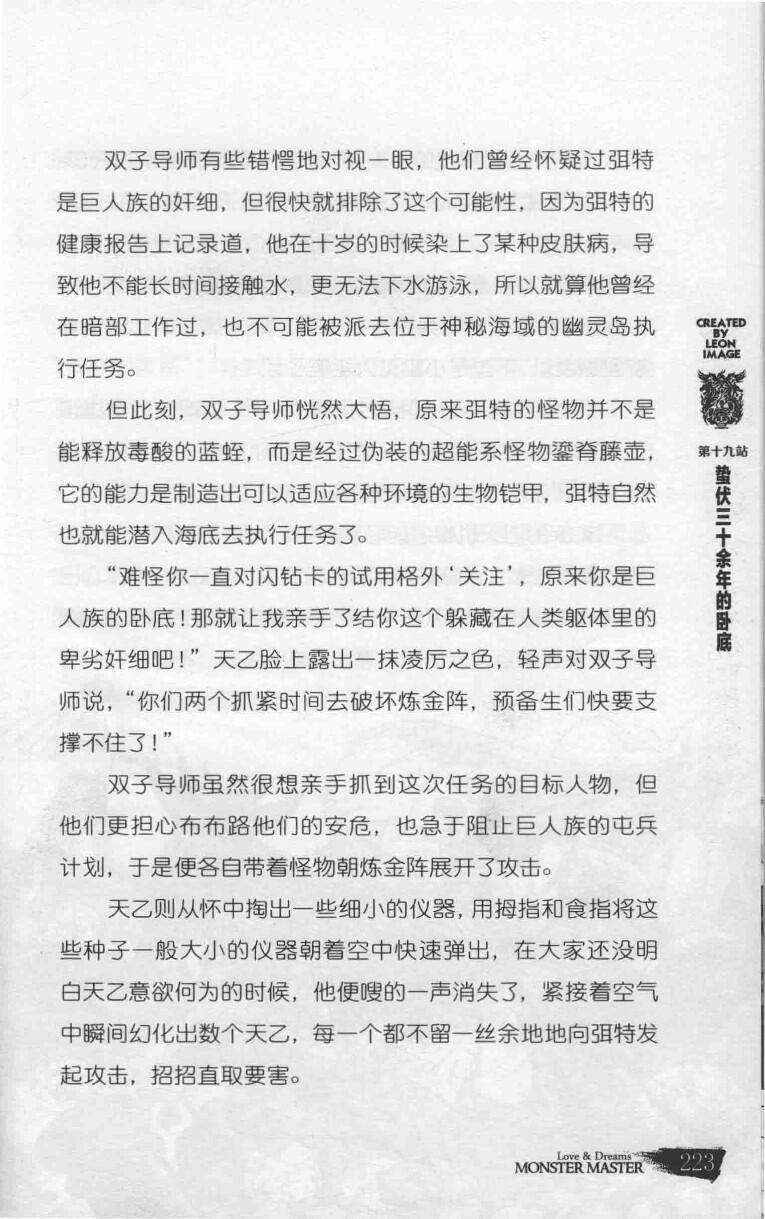 双子导师有些错愕地对视一眼，他们曾经怀疑过弭特
是巨人族的奸细，但很快就排除了这个可能性，因为弭特的
健康报告上记录道，他在十岁的时候染上了某种皮肤病，导
致他不能长时间接触水，更无法下水游泳，所以就算他曾经
在暗部工作过，也不可能被派去位于神秘海域的幽灵岛执
行任务。
但此刻，双子导师恍然大悟，原来弭特的怪物并不是
能释放毒酸的蓝蛭，而是经过伪装的超能系怪物鎏脊藤壶，
它的能力是制造出可以适应各种环境的生物铠甲，弭特自然
也就能潜入海底去执行任务了。
“难怪你一直对闪钻卡的试用格外‘关注’，原来你是巨
人族的卧底！那就让我亲手了结你这个躲藏在人类躯体里的
卑劣奸细吧！”天乙脸上露出一抹凌厉之色，轻声对双子导
师说，“你们两个抓紧时间去破坏炼金阵，预备生们快要支
撑不住了！”
双子导师虽然很想亲手抓到这次任务的目标人物，但
他们更担心布布路他们的安危，也急于阻止巨人族的屯兵
计划，于是便各自带着怪物朝炼金阵展开了攻击。
天乙则从怀中掏出一些细小的仪器，用拇指和食指将这
些种子一般大小的仪器朝着空中快速弹出，在大家还没明
白天乙意欲何为的时候，他便嗖的一声消失了，紧接着空气
中瞬间幻化出数个天乙，每一个都不留一丝余地地向弭特发
起攻击，招招直取要害。
CREATED
BY
LEON
IMAGE
第十九站
蛰伏三十余年的卧底
Love & Dreams
MONSTER MASTER
223